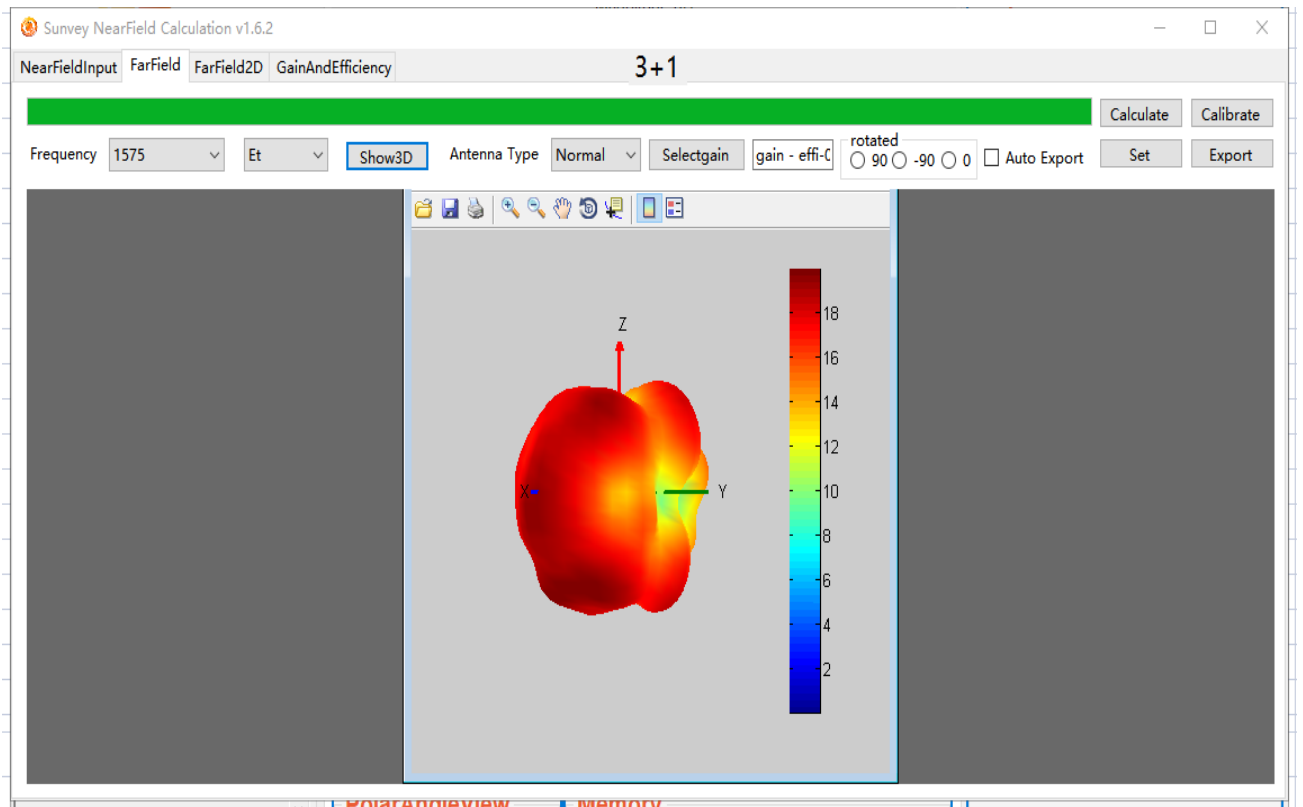 Sunvey NearField Calculation v1.6.2
NearFieldInput FarField FarField2D GainAndEfficiency 3+1
Calculate Calibrate
Frequency 1575 Et Show3D Antenna Type Normal Selectgain gain - effi- rotated 90 -90 0 Auto Export Set Export
Z
X
Y
18
16
14
12
10
8
6
4
2
PolarAngleView Memory